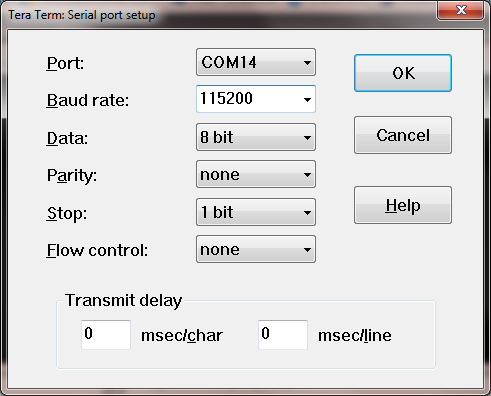 Tera Term: Serial port setup
Port: COM14 OK
Baud rate: 115200
Data: 8 bit Cancel
Parity: none
Stop: 1 bit Help
Flow control: none
Transmit delay
0 msec/char 0 msec/line